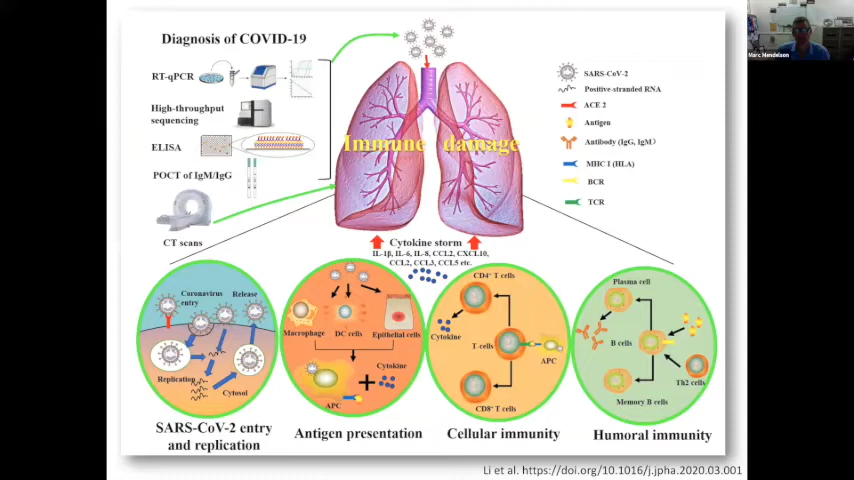 Diagnosis of COVID-19
RT-qPCR
High-throughput
sequencing
ELISA
POCT of IgM/IgG
CT scans
Immune damage
SARS-CoV-2
Positive-stranded RNA
ACE 2
Antigen
Antibody (IgG, IgM)
MHC I (HLA)
BCR
TCR
Marc Mendelson
Cytokine storm
IL-1β, IL-6, IL-8, CCL2, CXCL10,
CCL2, CCL3, CCL5 etc.
Coronavirus
entry
Release
Replication
Cytosol
SARS-CoV-2 entry
and replication
Macrophage
DC cells
Epithelial cells
Cytokine
APC
Antigen presentation
CD4+ T cells
Cytokine
T-cells
APC
CD8+ T cells
Cellular immunity
Plasma cell
B cells
Th2 cells
Memory B cells
Humoral immunity
Li et al. https://doi.org/10.1016/j.jpha.2020.03.001